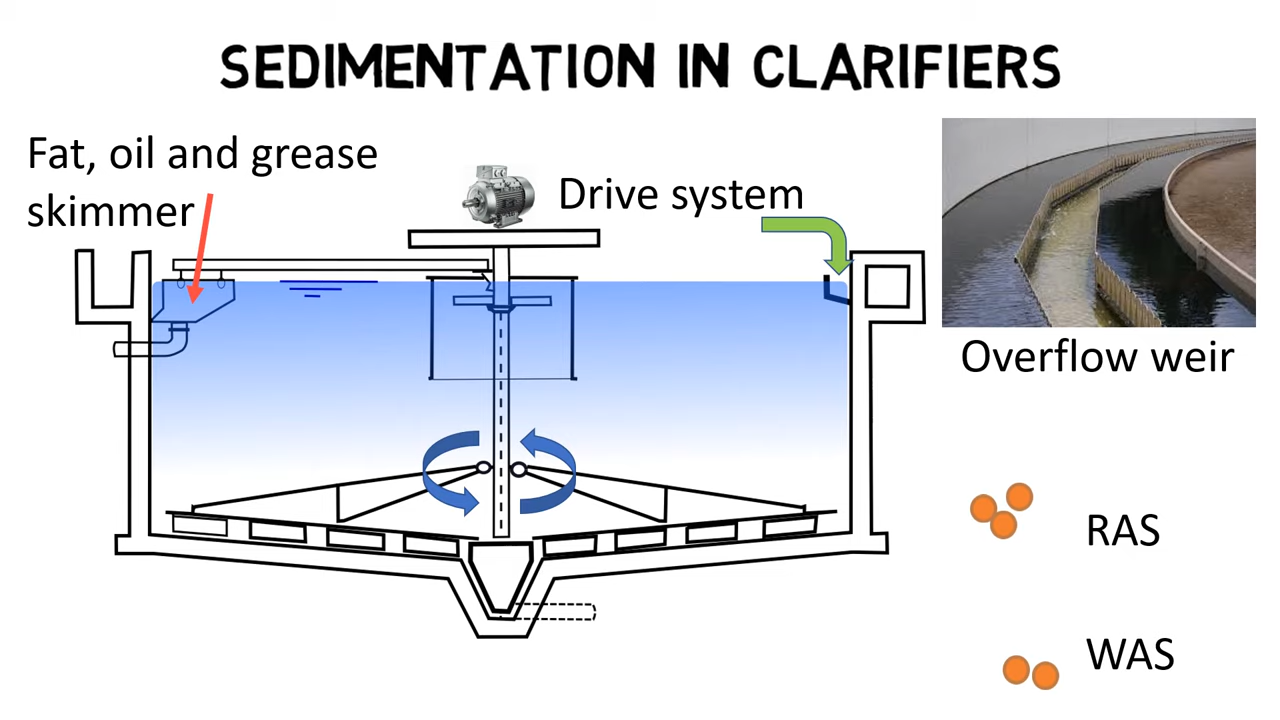 SEDIMENTATION IN CLARIFIERS
Fat, oil and grease
skimmer
Drive system
Overflow weir
RAS
WAS